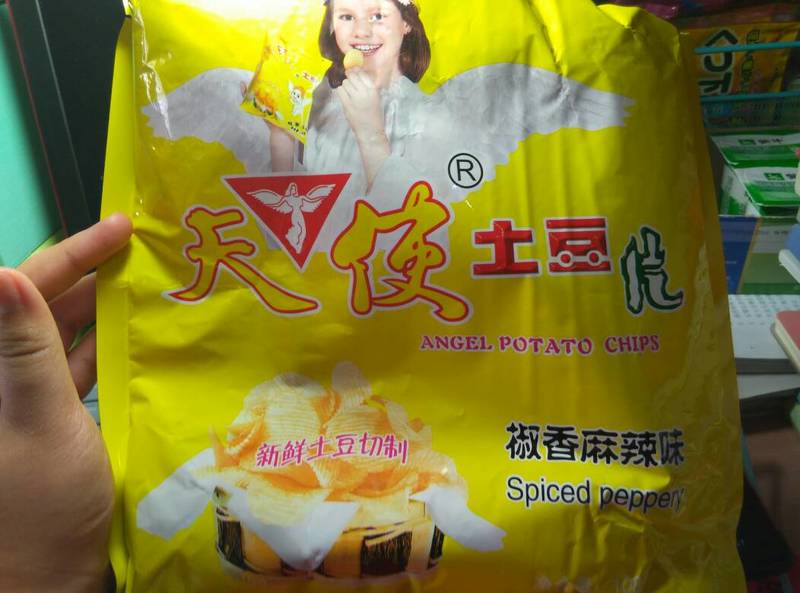 ®
天使土豆片
ANGEL POTATO CHIPS
新鲜土豆切制
椒香麻辣味
Spiced peppery